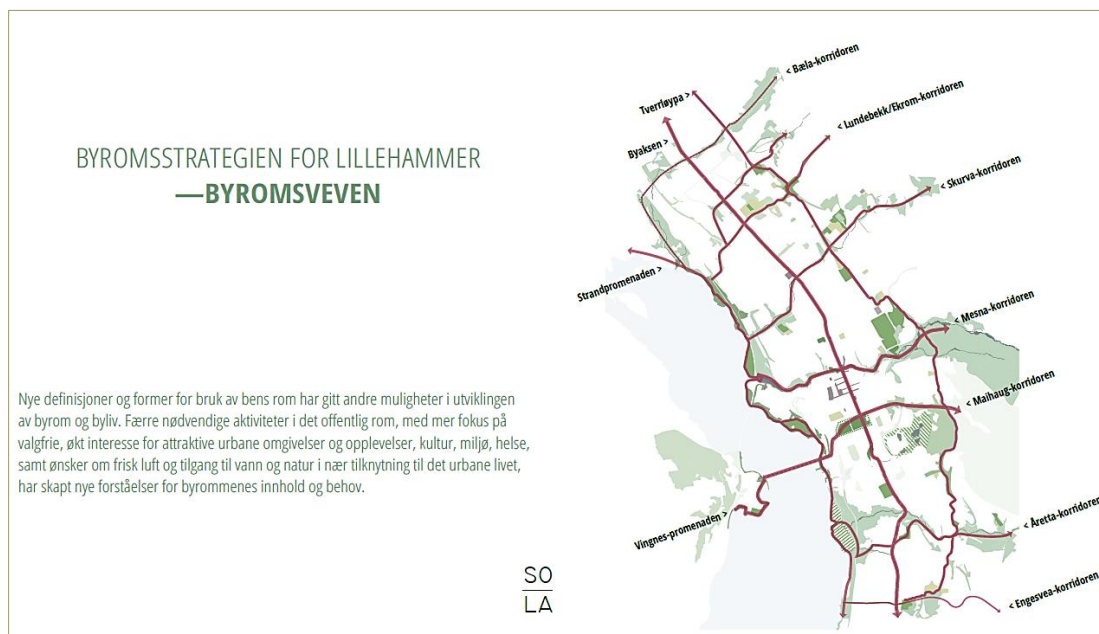 BYROMSSTRATEGIEN FOR LILLEHAMMER
—BYROMSVEVEN
Nye definisjoner og former for bruk av bens rom har gitt andre muligheter i utviklingen
av byrom og byliv. Færre nødvendige aktiviteter i det offentlig rom, med mer fokus på
valgfrie, økt interesse for attraktive urbane omgivelser og opplevelser, kultur, miljø, helse,
samt ønsker om frisk luft og tilgang til vann og natur i nær tilknytning til det urbane livet,
har skapt nye forståelser for byrommenes innhold og behov.
SO
LA
< Bæla-korridoren
Tverrløypa >
< Lundebekk/Ekrom-korridoren
Byaksen >
< Skurva-korridoren
Strandpromenaden >
< Mesna-korridoren
< Maihaug-korridoren
Vingnes-promenaden >
< Åretta-korridoren
< Engesvea-korridoren